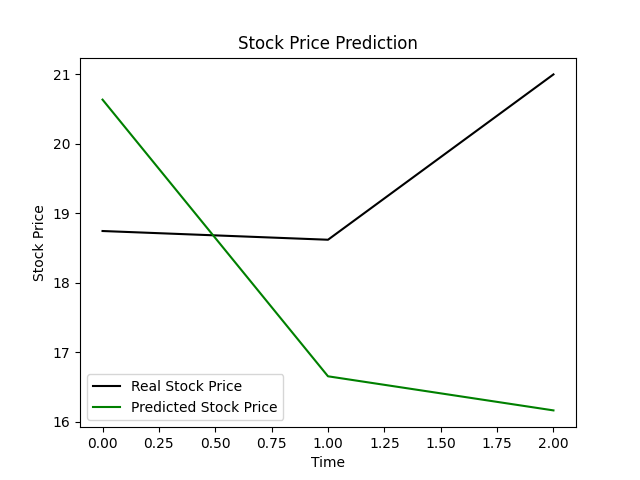 Stock Price Prediction
Stock Price
21
20
19
18
17
16
Real Stock Price
Predicted Stock Price
0.00 0.25 0.50 0.75 1.00 1.25 1.50 1.75 2.00
Time